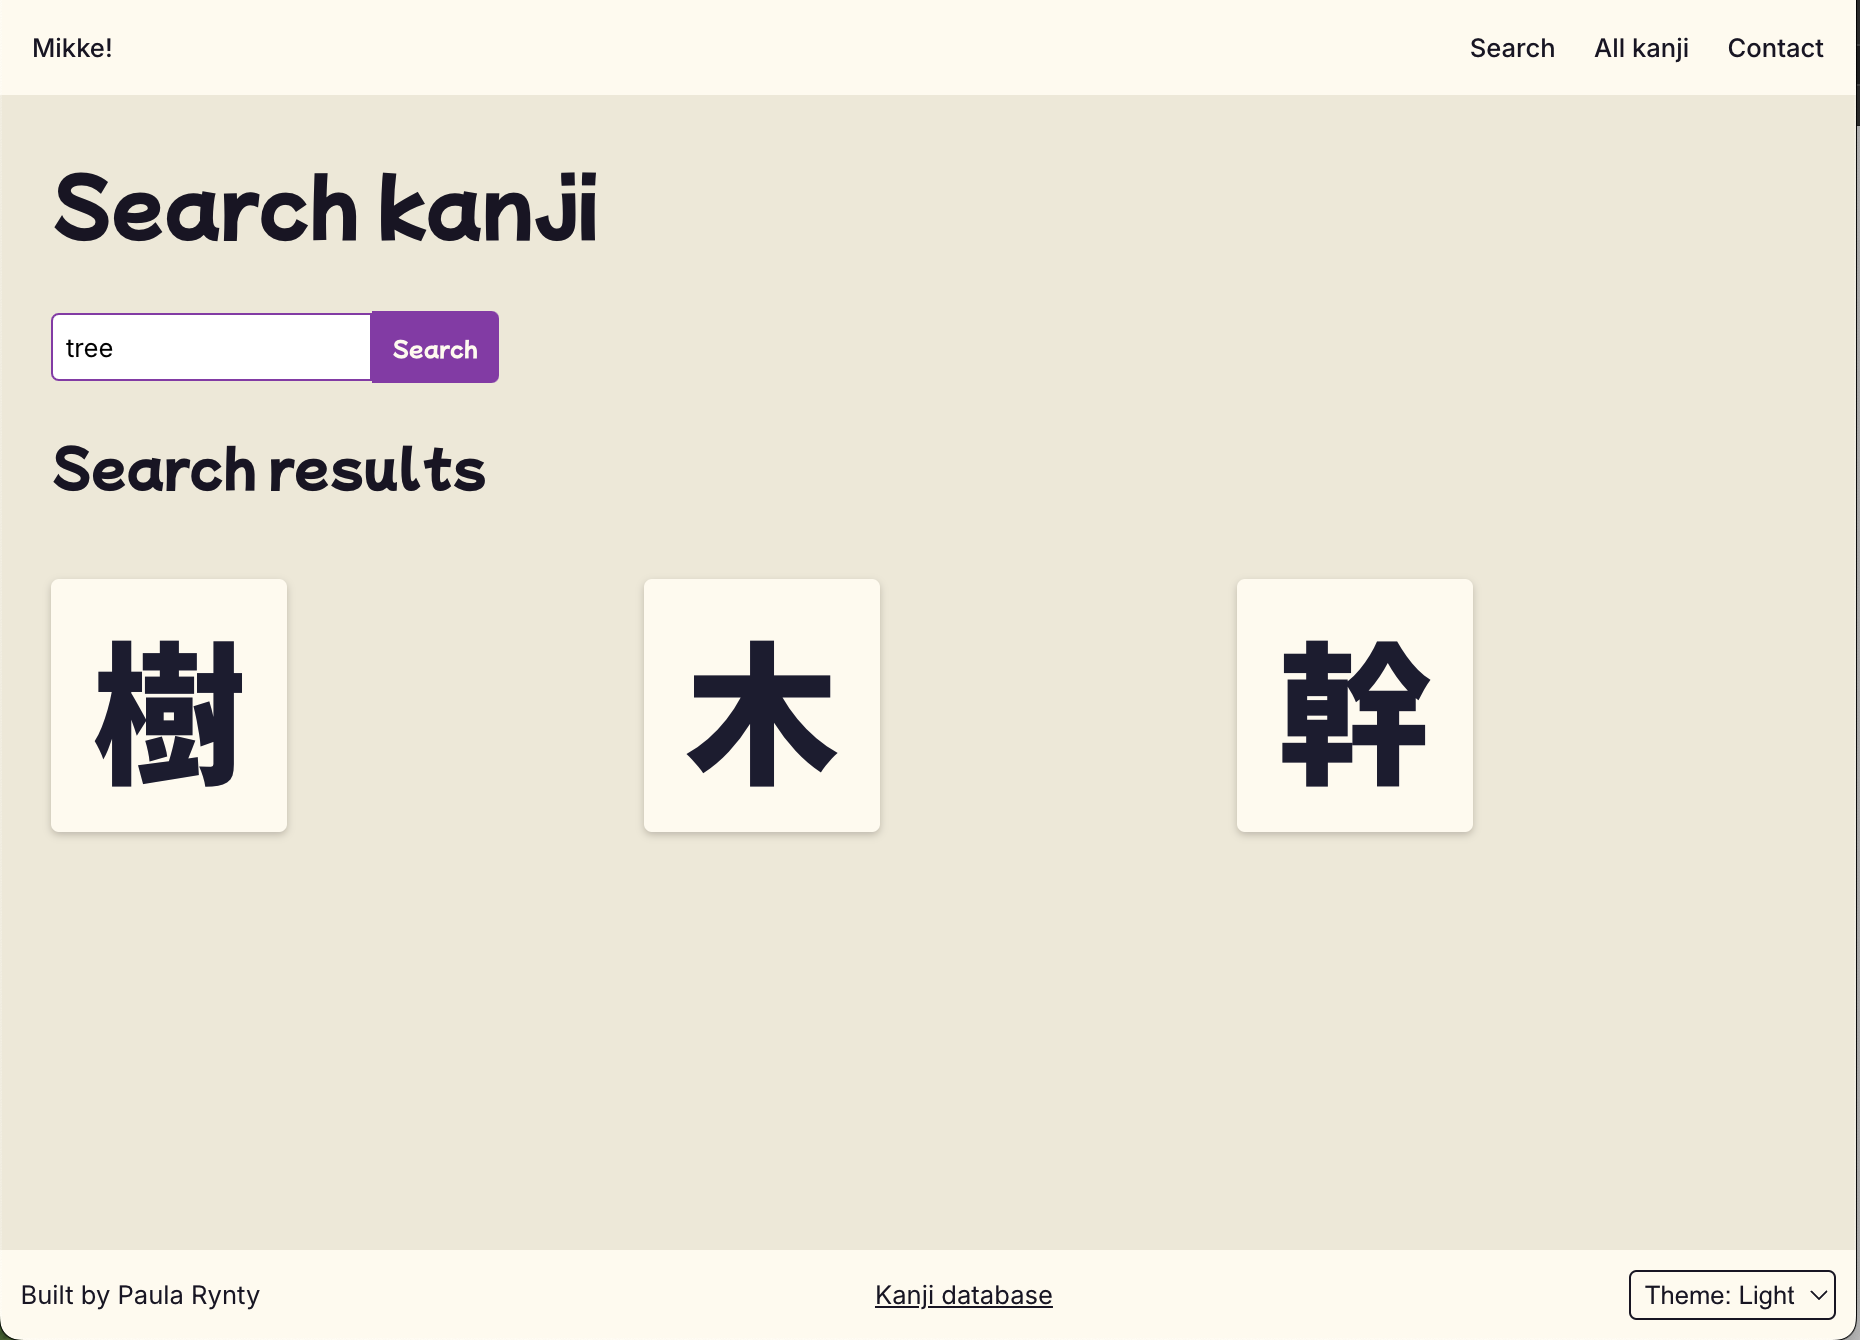 Mikke!
Search All kanji Contact
Search kanji
tree Search
Search results
樹 木 幹
Built by Paula Rynty
Kanji database
Theme: Light